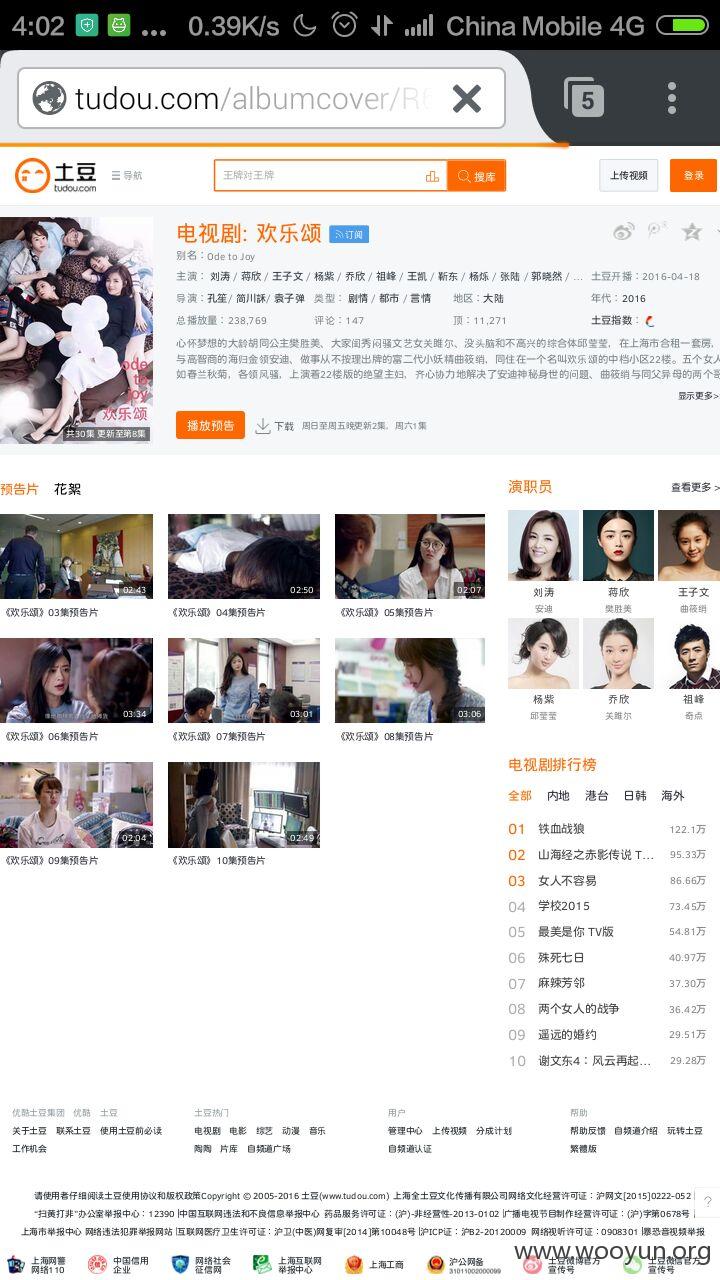 4:02 ... 0.39K/s China Mobile 4G
tudou.com/albumcover/R6 5
土豆 tudou.com 导航 王牌对王牌 搜库 上传视频 登录
电视剧: 欢乐颂 订阅
别名：Ode to Joy
主演： 刘涛 / 蒋欣 / 王子文 / 杨紫 / 乔欣 / 祖峰 / 王凯 / 靳东 / 杨烁 / 张陆 / 郭晓然 / ... 土豆开播：2016-04-18
导演：孔笙 / 简川訸 / 袁子弹 类型： 剧情 / 都市 / 言情 地区：大陆 年代：2016
总播放量：238,769 评论：147 顶：11,271 土豆指数：
心怀梦想的大龄胡同公主樊胜美、大家闺秀闷骚文艺女关雎尔、没头脑和不高兴的综合体邱莹莹，在上海市合租一套房，
与高智商的海归金领安迪、做事从不按理出牌的富二代小妖精曲筱绡，同住在一个名叫欢乐颂的中档小区22楼。五个女人
如春兰秋菊，各领风骚，上演着22楼版的绝望主妇，齐心协力地解决了安迪神秘身世的问题、曲筱绡与同父异母的两个哥
显示更多>
ode
to
joy
欢乐颂
共30集 更新至第8集
播放预告 下载 周日至周五晚更新2集，周六1集
预告片 花絮
02:43 02:50 02:07
《欢乐颂》03集预告片 《欢乐颂》04集预告片 《欢乐颂》05集预告片
03:34 03:01 03:06
《欢乐颂》06集预告片 《欢乐颂》07集预告片 《欢乐颂》08集预告片
02:04 02:49
《欢乐颂》09集预告片 《欢乐颂》10集预告片
演职员 查看更多 >
刘涛 蒋欣 王子文
安迪 樊胜美 曲筱绡
杨紫 乔欣 祖峰
邱莹莹 关雎尔 奇点
电视剧排行榜
全部 内地 港台 日韩 海外
01 铁血战狼 122.1万
02 山海经之赤影传说 T... 95.33万
03 女人不容易 86.66万
04 学校2015 73.45万
05 最美是你 TV版 54.81万
06 殊死七日 40.97万
07 麻辣芳邻 37.30万
08 两个女人的战争 36.42万
09 遥远的婚约 29.51万
10 谢文东4：风云再起... 29.28万
优酷土豆集团 优酷 土豆 土豆热门 用户 帮助
关于土豆 联系土豆 使用土豆前必读 电视剧 电影 综艺 动漫 音乐 管理中心 上传视频 分成计划 帮助反馈 自频道介绍 玩转土豆
工作机会 陶陶 片库 自频道广场 自频道认证 繁體版
请使用者仔细阅读土豆使用协议和版权政策Copyright © 2005-2016 土豆(www.tudou.com) 上海全土豆文化传播有限公司网络文化经营许可证：沪网文[2015]0222-052 ?
"扫黄打非"办公室举报中心：12390 |中国互联网违法和不良信息举报中心 药品服务许可证：(沪)-非经营性-2013-0102 |广播电视节目制作经营许可证：(沪)字第0678号
上海市举报中心 网络违法犯罪举报网站 |互联网医疗卫生许可证：沪卫(中医)网复审[2014]第10048号 |沪ICP证：沪B2-20120009 网络视听许可证：0908301 |暴恐音视频举报
上海网警 网络110 中国信用 企业 网络社会 征信网 上海互联网 举报中心 上海工商 沪公网备 31011002000099 土豆微博官方 宣传号 土豆微信官方 宣传号
www.wooyun.org